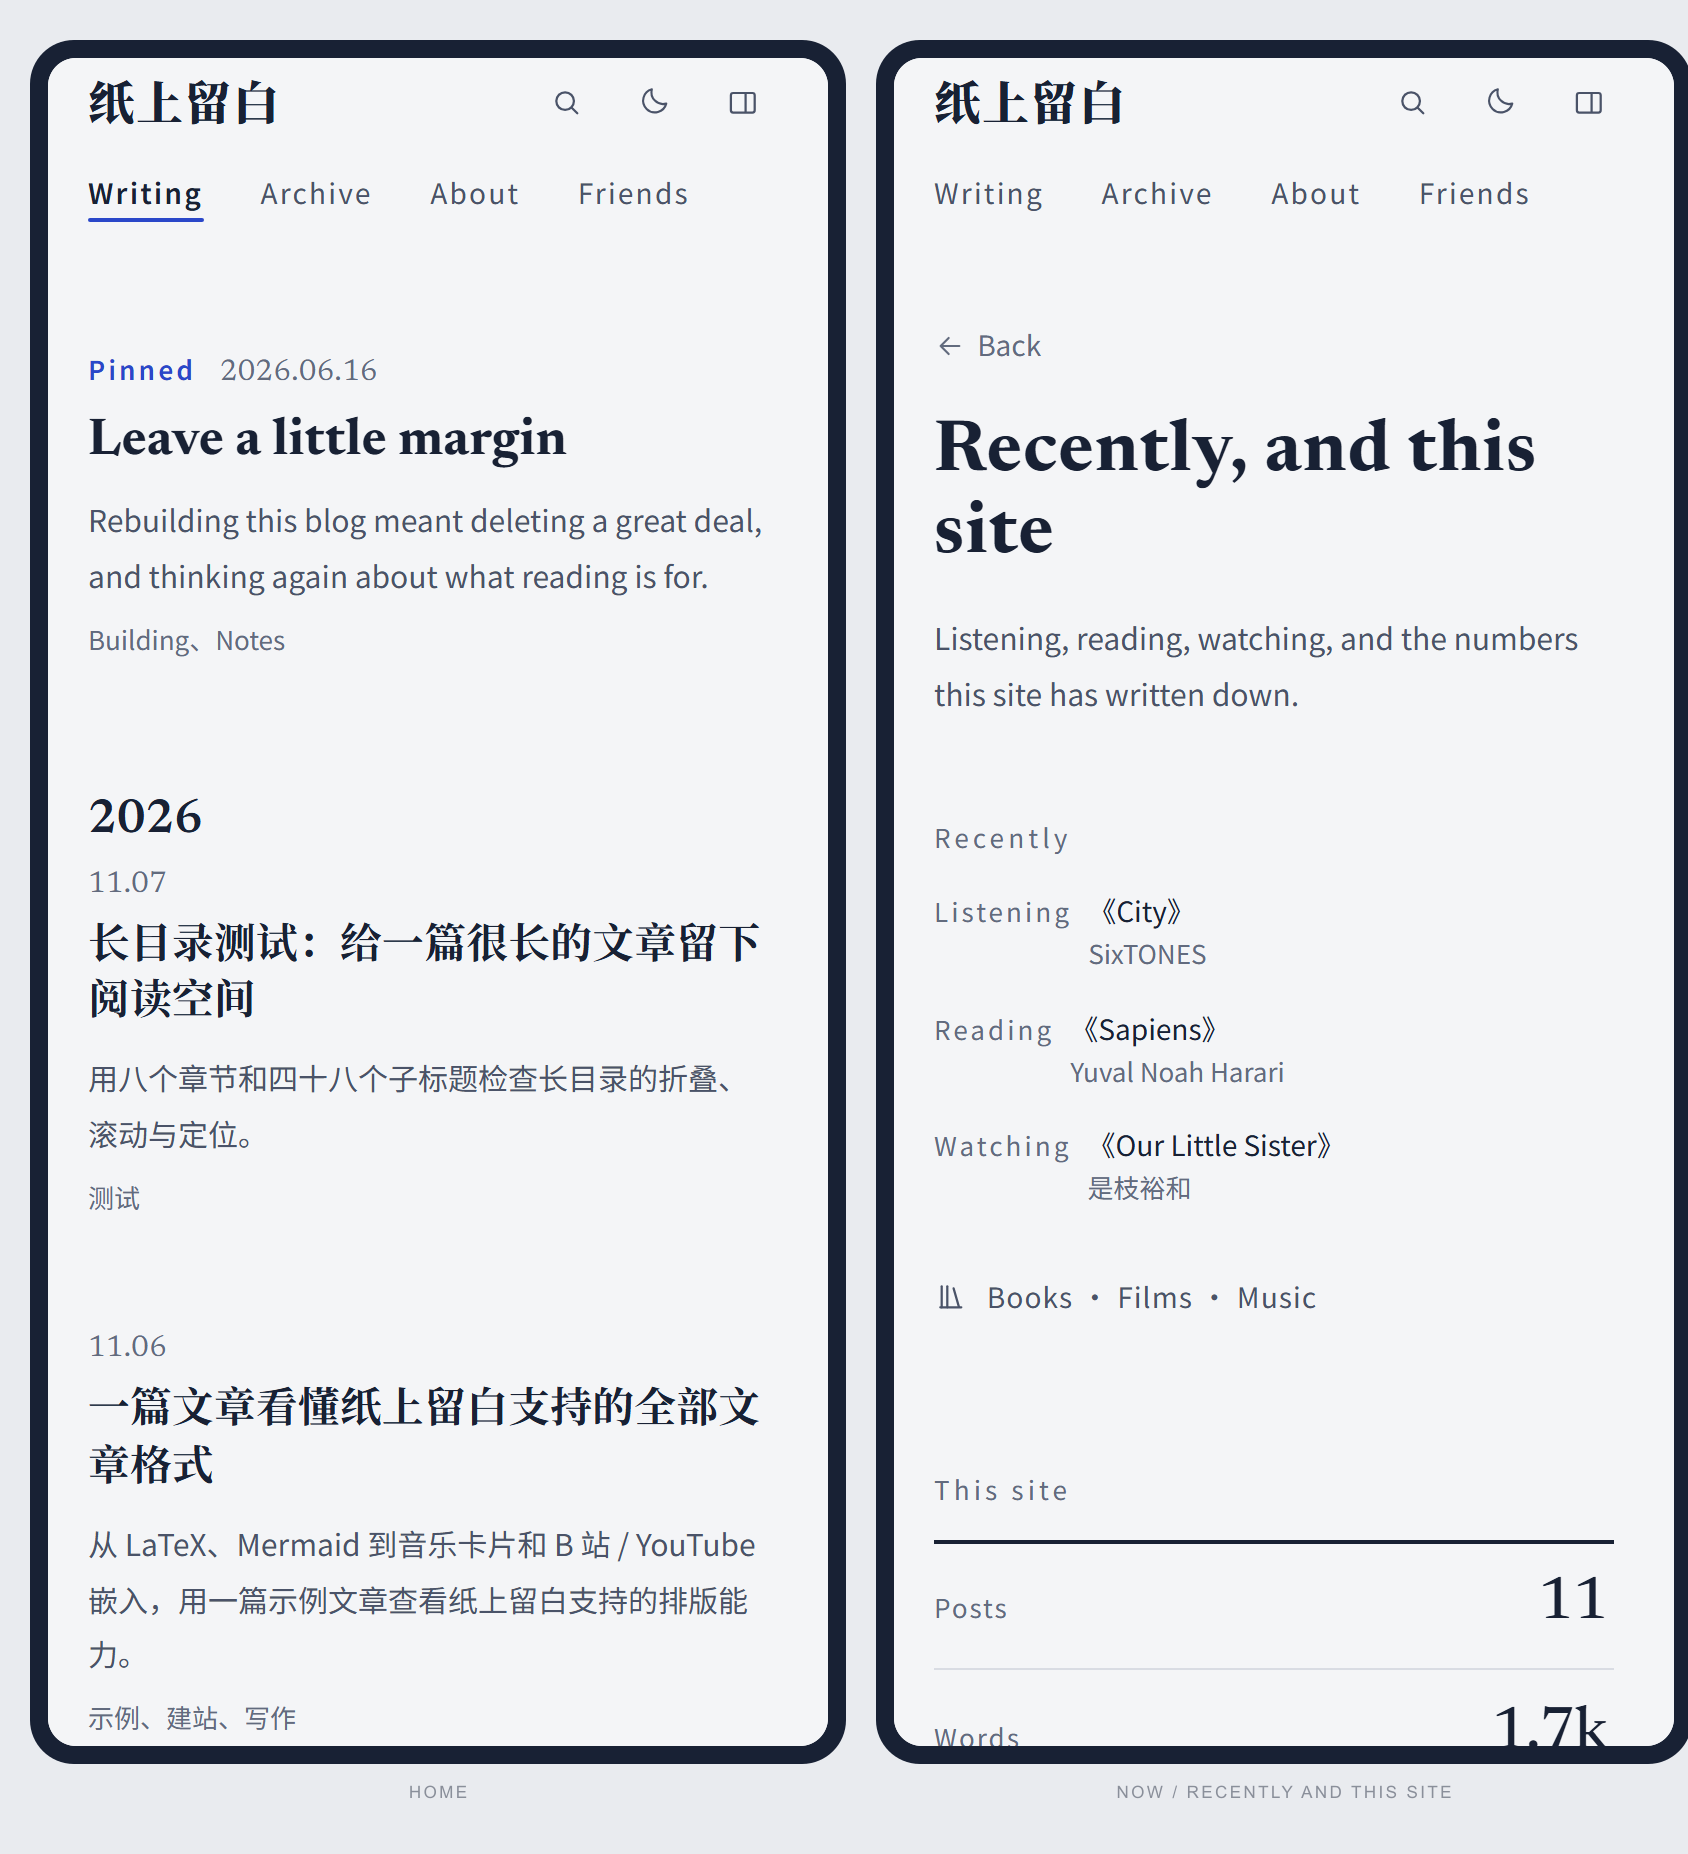 纸上留白
Writing Archive About Friends
Pinned 2026.06.16
Leave a little margin
Rebuilding this blog meant deleting a great deal,
and thinking again about what reading is for.
Building、Notes
2026
11.07
长目录测试：给一篇很长的文章留下
阅读空间
用八个章节和四十八个子标题检查长目录的折叠、
滚动与定位。
测试
11.06
一篇文章看懂纸上留白支持的全部文
章格式
从 LaTeX、Mermaid 到音乐卡片和 B 站 / YouTube
嵌入，用一篇示例文章查看纸上留白支持的排版能
力。
示例、建站、写作
HOME
纸上留白
Writing Archive About Friends
← Back
Recently, and this
site
Listening, reading, watching, and the numbers
this site has written down.
Recently
Listening 《City》
SixTONES
Reading 《Sapiens》
Yuval Noah Harari
Watching 《Our Little Sister》
是枝裕和
Books · Films · Music
This site
Posts 11
Words 1.7k
NOW / RECENTLY AND THIS SITE